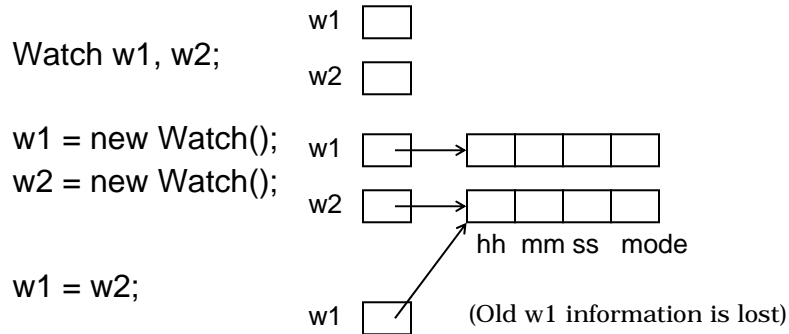 w1
Watch w1, w2;
w2
w1 = new Watch();
w1
w2 = new Watch();
w2
hh mm ss mode
w1 = w2;
w1
(Old w1 information is lost)